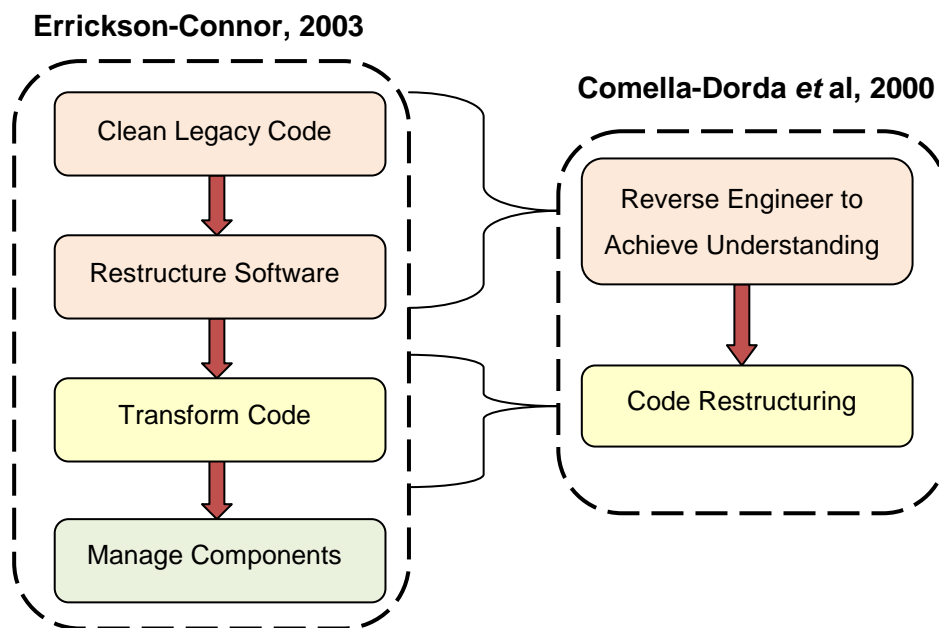 Errickson-Connor, 2003
Clean Legacy Code
Restructure Software
Transform Code
Manage Components
Comella-Dorda et al, 2000
Reverse Engineer to
Achieve Understanding
Code Restructuring